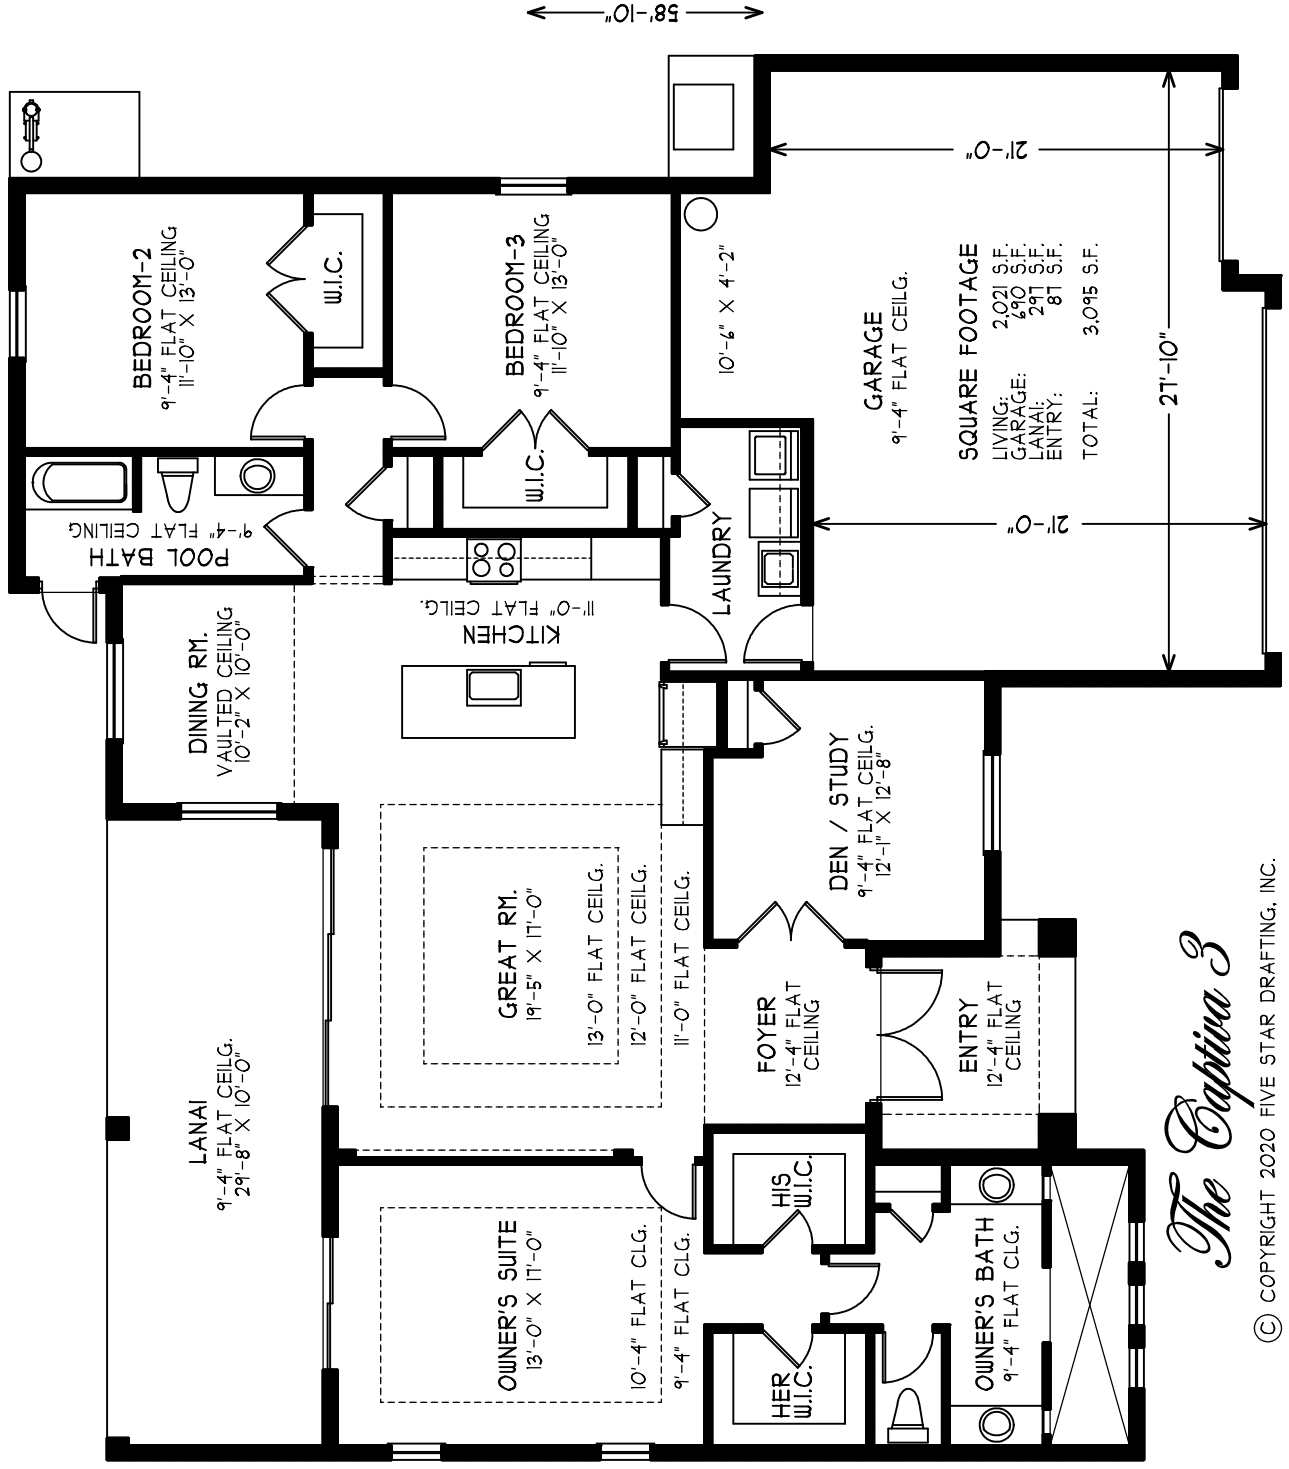 58'-10"
BEDROOM-2
9'-4" FLAT CEILING
11'-10" X 13'-0"
W.I.C.
BEDROOM-3
9'-4" FLAT CEILING
11'-10" X 13'-0"
W.I.C.
10'-6" X 4'-2"
GARAGE
9'-4" FLAT CEILG.
21'-0"
27'-10"
21'-0"
SQUARE FOOTAGE
LIVING: 2,021 S.F.
GARAGE: 690 S.F.
LANAI: 297 S.F.
ENTRY: 87 S.F.
TOTAL: 3,095 S.F.
POOL BATH
9'-4" FLAT CEILING
LAUNDRY
KITCHEN
11'-0" FLAT CEILG.
DINING RM.
VAULTED CEILING
10'-2" X 10'-0"
DEN / STUDY
9'-4" FLAT CEILG.
12'-1" X 12'-8"
GREAT RM.
19'-5" X 17'-0"
13'-0" FLAT CEILG.
12'-0" FLAT CEILG.
11'-0" FLAT CEILG.
FOYER
12'-4" FLAT
CEILING
ENTRY
12'-4" FLAT
CEILING
LANAI
9'-4" FLAT CEILG.
29'-8" X 10'-0"
OWNER'S SUITE
13'-0" X 17'-0"
10'-4" FLAT CLG.
9'-4" FLAT CLG.
HIS
W.I.C.
HER
W.I.C.
OWNER'S BATH
9'-4" FLAT CLG.
The Captiva 3
© COPYRIGHT 2020 FIVE STAR DRAFTING, INC.